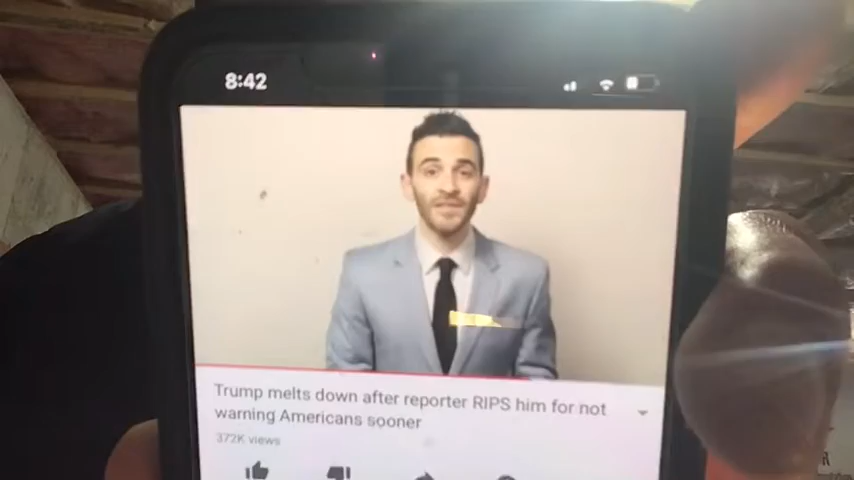 8:42
Trump melts down after reporter RIPS him for not
warning Americans sooner
372K views